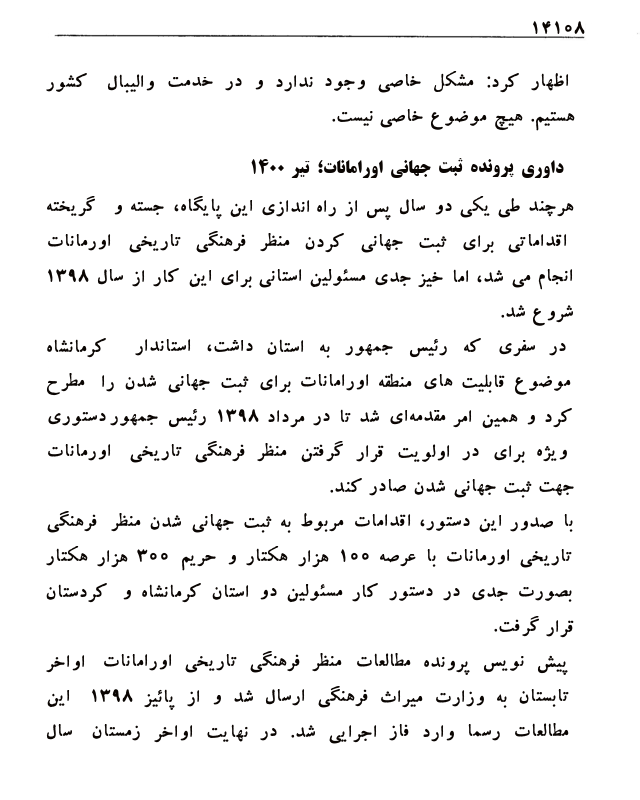 ۱۴۱۰۸
اظهار کرد: مشکل خاصی وجود ندارد و در خدمت والیبال کشور
هستیم. هیچ موضوع خاصی نیست.
داوری پرونده ثبت جهانی اورامانات؛ تیر ۱۴۰۰
هرچند طی یکی دو سال پس از راه اندازی این پایگاه، جسته و گریخته
اقداماتی برای ثبت جهانی کردن منظر فرهنگی تاریخی اورمانات
انجام می شد، اما خیز جدی مسئولین استانی برای این کار از سال ۱۳۹۸
شروع شد.
در سفری که رئیس جمهور به استان داشت، استاندار کرمانشاه
موضوع قابلیت های منطقه اورامانات برای ثبت جهانی شدن را مطرح
کرد و همین امر مقدمه‌ای شد تا در مرداد ۱۳۹۸ رئیس جمهور دستوری
ویژه برای در اولویت قرار گرفتن منظر فرهنگی تاریخی اورمانات
جهت ثبت جهانی شدن صادر کند.
با صدور این دستور، اقدامات مربوط به ثبت جهانی شدن منظر فرهنگی
تاریخی اورمانات با عرصه ۱۰۰ هزار هکتار و حریم ۳۰۰ هزار هکتار
بصورت جدی در دستور کار مسئولین دو استان کرمانشاه و کردستان
قرار گرفت.
پیش نویس پرونده مطالعات منظر فرهنگی تاریخی اورامانات اواخر
تابستان به وزارت میراث فرهنگی ارسال شد و از پائیز ۱۳۹۸ این
مطالعات رسما وارد فاز اجرایی شد. در نهایت اواخر زمستان سال